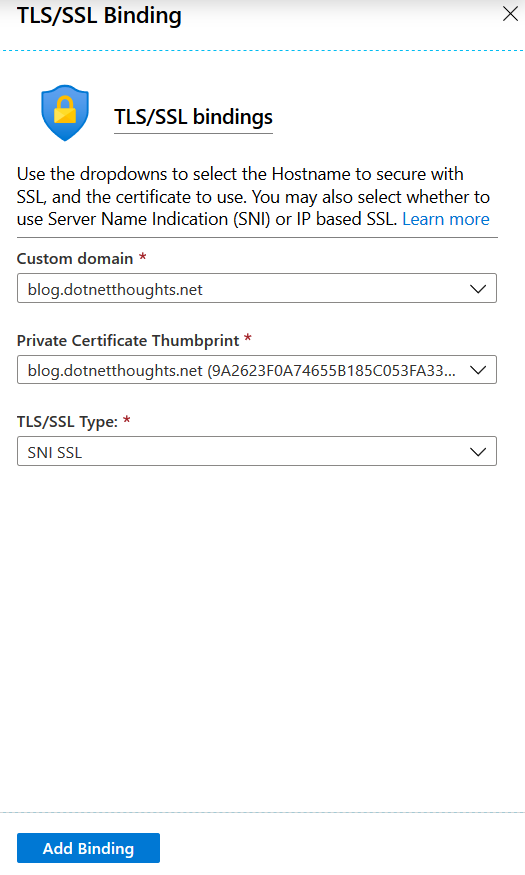 TLS/SSL Binding
TLS/SSL bindings
Use the dropdowns to select the Hostname to secure with
SSL, and the certificate to use. You may also select whether to
use Server Name Indication (SNI) or IP based SSL. Learn more
Custom domain *
blog.dotnetthoughts.net
Private Certificate Thumbprint *
blog.dotnetthoughts.net (9A2623F0A74655B185C053FA33...
TLS/SSL Type: *
SNI SSL
Add Binding